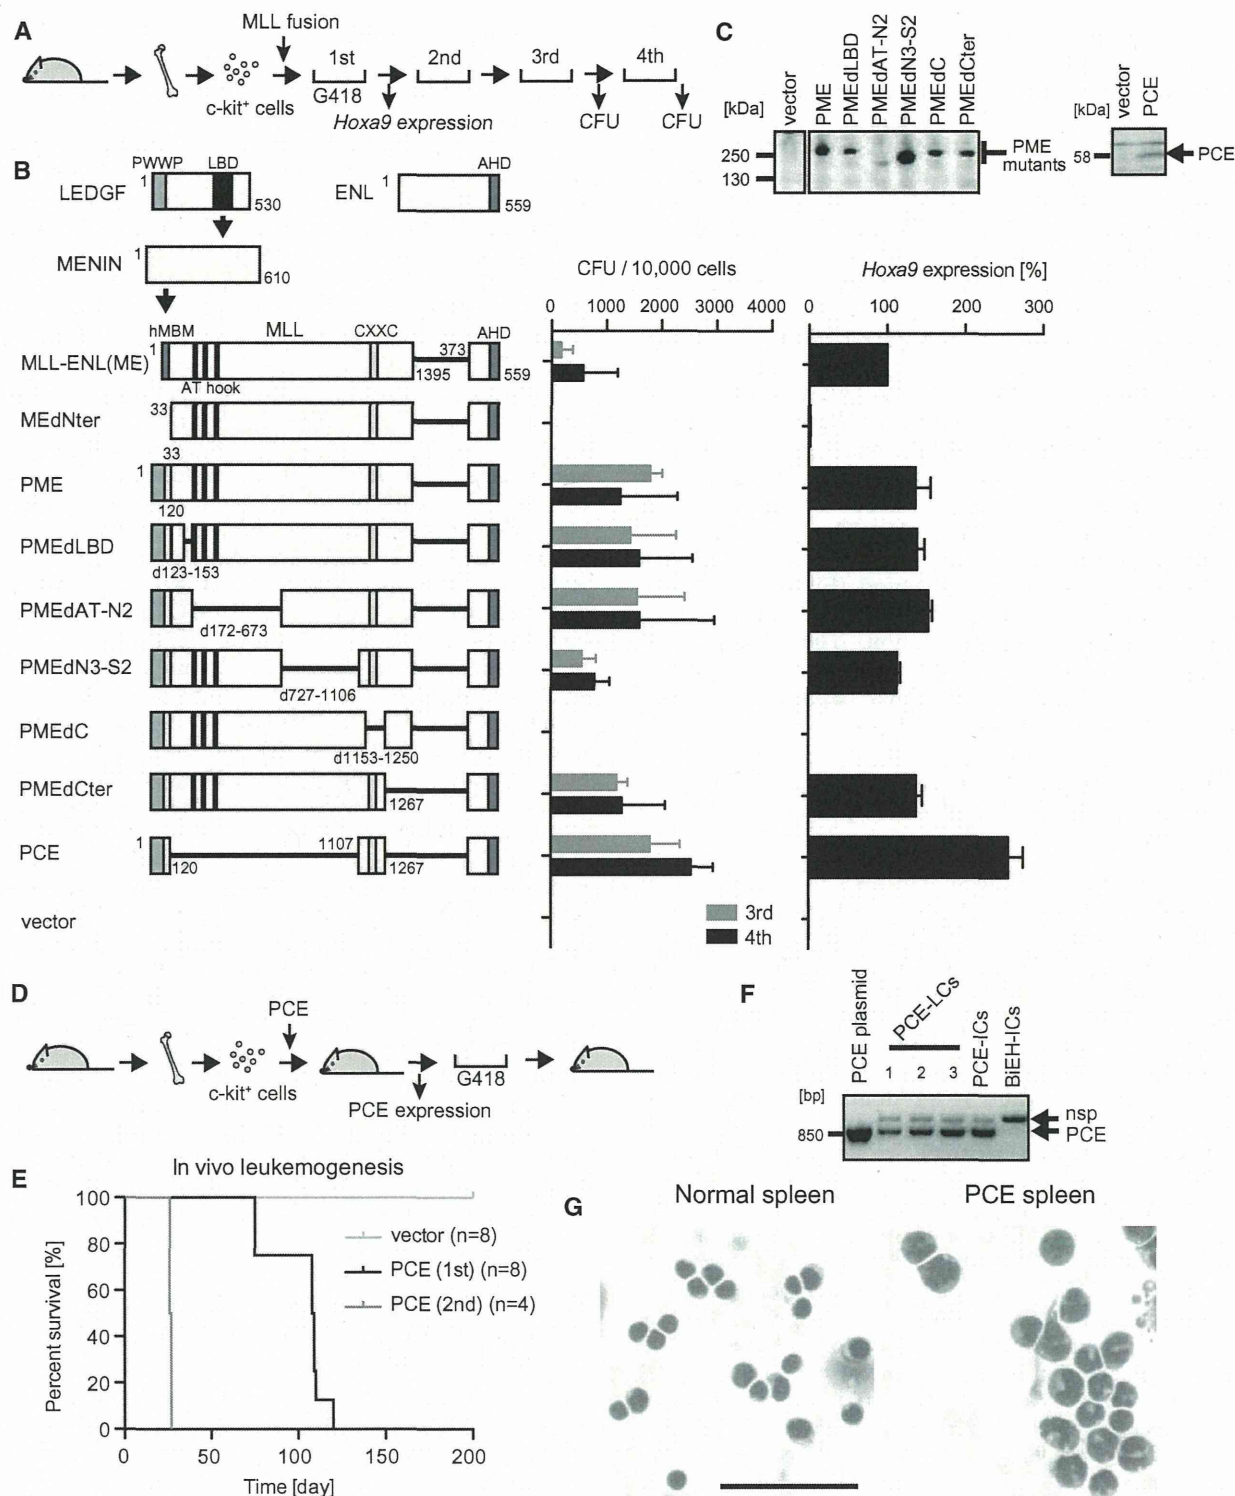 A
MLL fusion
1st
2nd
3rd
4th
c-kit⁺ cells
G418
Hoxa9 expression
CFU
CFU
C
[kDa]
vector
PME
PMEdLBD
PMEdAT-N2
PMEdN3-S2
PMEdC
PMEdCter
250
130
PME
mutants
[kDa]
vector
PCE
58
PCE
B
PWWP
LBD
LEDGF
1
530
ENL
1
AHD
559
MENIN
1
610
CFU / 10,000 cells
0 1000 2000 3000 4000
Hoxa9 expression [%]
0 100 200 300
hMBM
MLL
CXXC
AHD
MLL-ENL(ME)
1
373
1395
559
AT hook
MEdNter
33
33
PME
1
120
PMEdLBD
d123-153
PMEdAT-N2
d172-673
PMEdN3-S2
d727-1106
PMEdC
d1153-1250
PMEdCter
1267
PCE
1
120
1107
1267
vector
3rd
4th
D
PCE
c-kit⁺ cells
PCE expression
G418
F
PCE plasmid
PCE-LCs
1 2 3
PCE-ICs
BiEH-ICs
[bp]
850
nsp
PCE
E
In vivo leukemogenesis
Percent survival [%]
100
80
60
40
20
0
0 50 100 150 200
Time [day]
vector (n=8)
PCE (1st) (n=8)
PCE (2nd) (n=4)
G
Normal spleen
PCE spleen